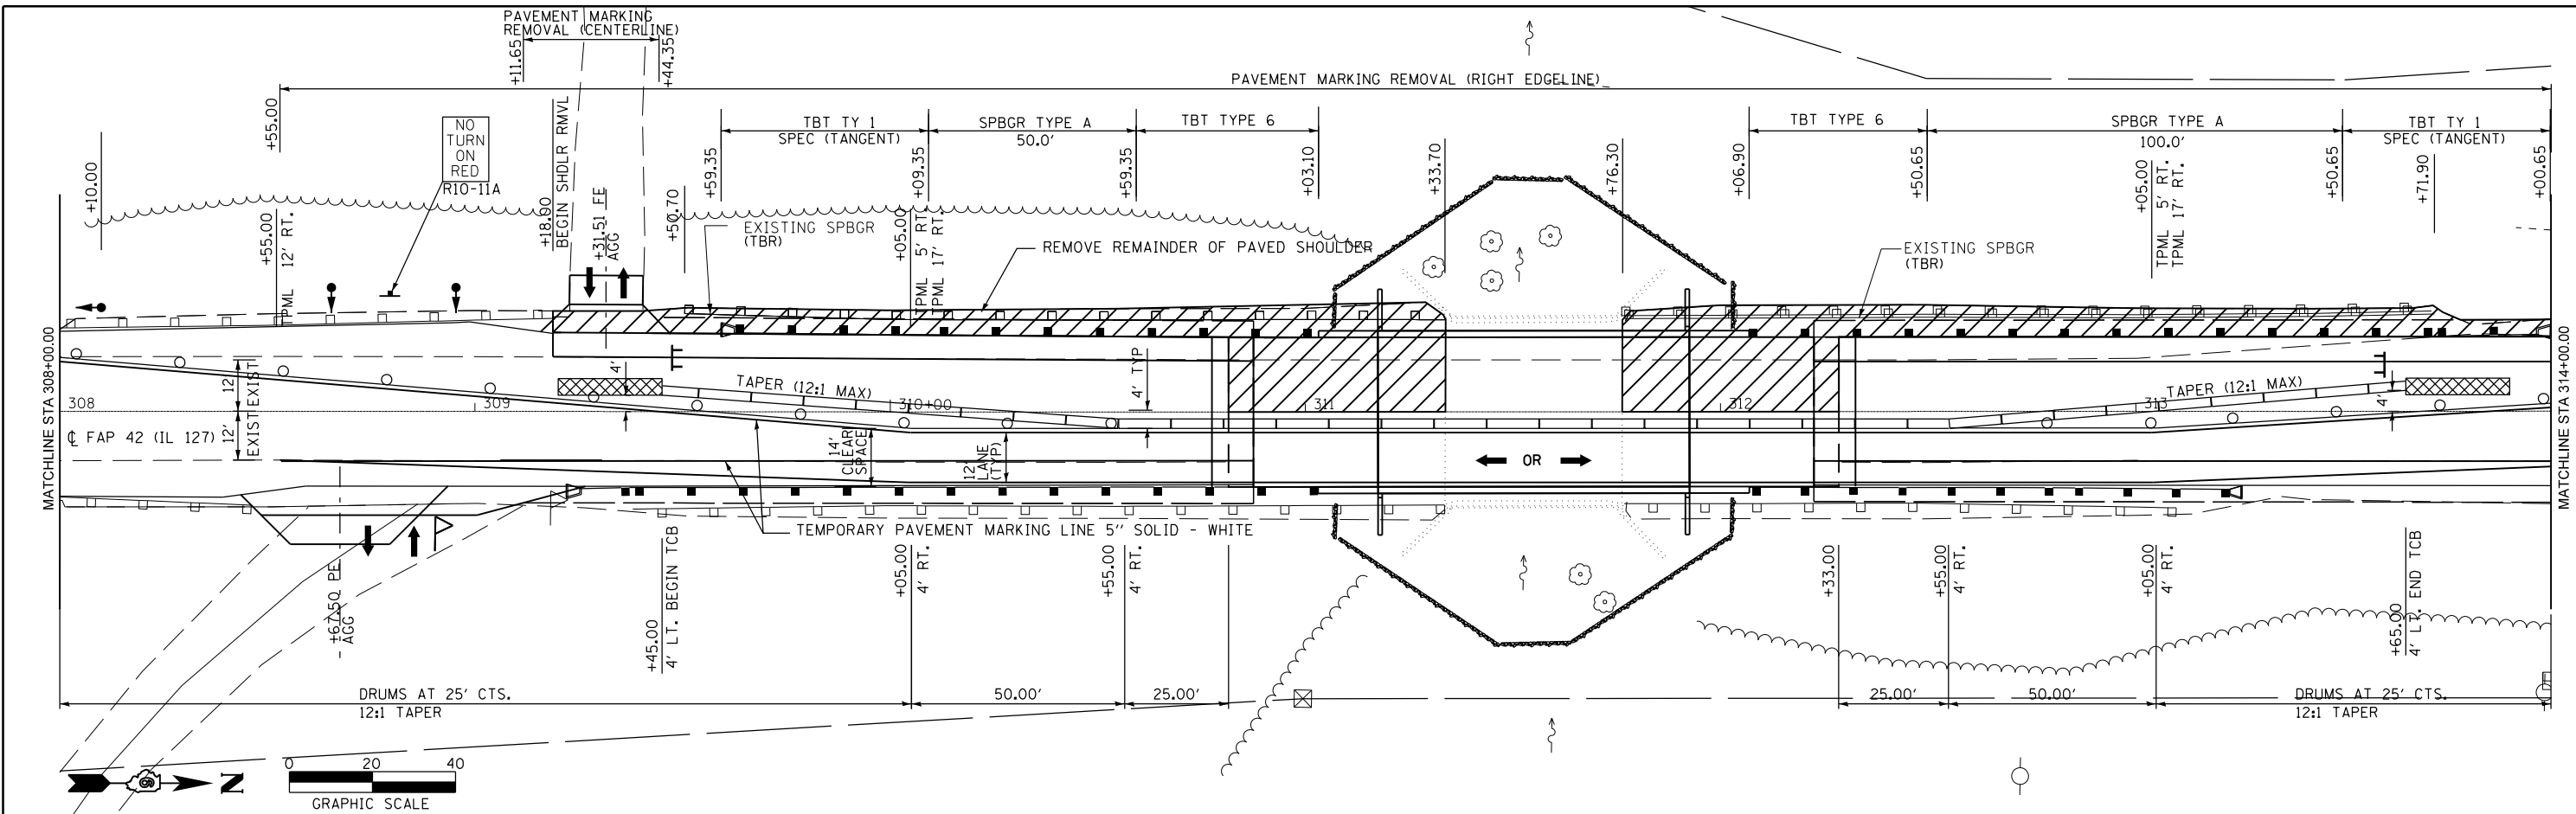 PAVEMENT MARKING
REMOVAL (CENTERLINE)
+11.65
+44.35
PAVEMENT MARKING REMOVAL (RIGHT EDGELINE)
+10.00
+55.00
NO
TURN
ON
RED
R10-11A
+55.00
TPML 12' RT.
+18.00
BEGIN SHDLR RMVL
+31.51 FE
AGG
+50.70
+59.35
TBT TY 1
SPEC (TANGENT)
+09.35
SPBGR TYPE A
50.0'
+59.35
TBT TYPE 6
+03.10
+33.70
+76.30
+06.90
TBT TYPE 6
+50.65
SPBGR TYPE A
100.0'
+50.65
TBT TY 1
SPEC (TANGENT)
+71.90
+00.65
EXISTING SPBGR
(TBR)
+05.00
TPML 5' RT.
TPML 17' RT.
REMOVE REMAINDER OF PAVED SHOULDER
EXISTING SPBGR
(TBR)
+05.00
TPML 5' RT.
TPML 17' RT.
MATCHLINE STA 308+00.00
MATCHLINE STA 314+00.00
308
309
310+00
311
312
313
℄ FAP 42 (IL 127)
12'
EXIST
12'
EXIST
4'
TAPER (12:1 MAX)
4' TYP
TAPER (12:1 MAX)
4'
14'
CLEAR
SPACE
12'
LANE
(TYP)
OR
TEMPORARY PAVEMENT MARKING LINE 5" SOLID - WHITE
+67.50 PE
AGG
+45.00
4' LT. BEGIN TCB
+05.00
4' RT.
+55.00
4' RT.
+33.00
+55.00
4' RT.
+05.00
4' RT.
+65.00
4' LT. END TCB
DRUMS AT 25' CTS.
12:1 TAPER
50.00'
25.00'
25.00'
50.00'
DRUMS AT 25' CTS.
12:1 TAPER
N
0 20 40
GRAPHIC SCALE